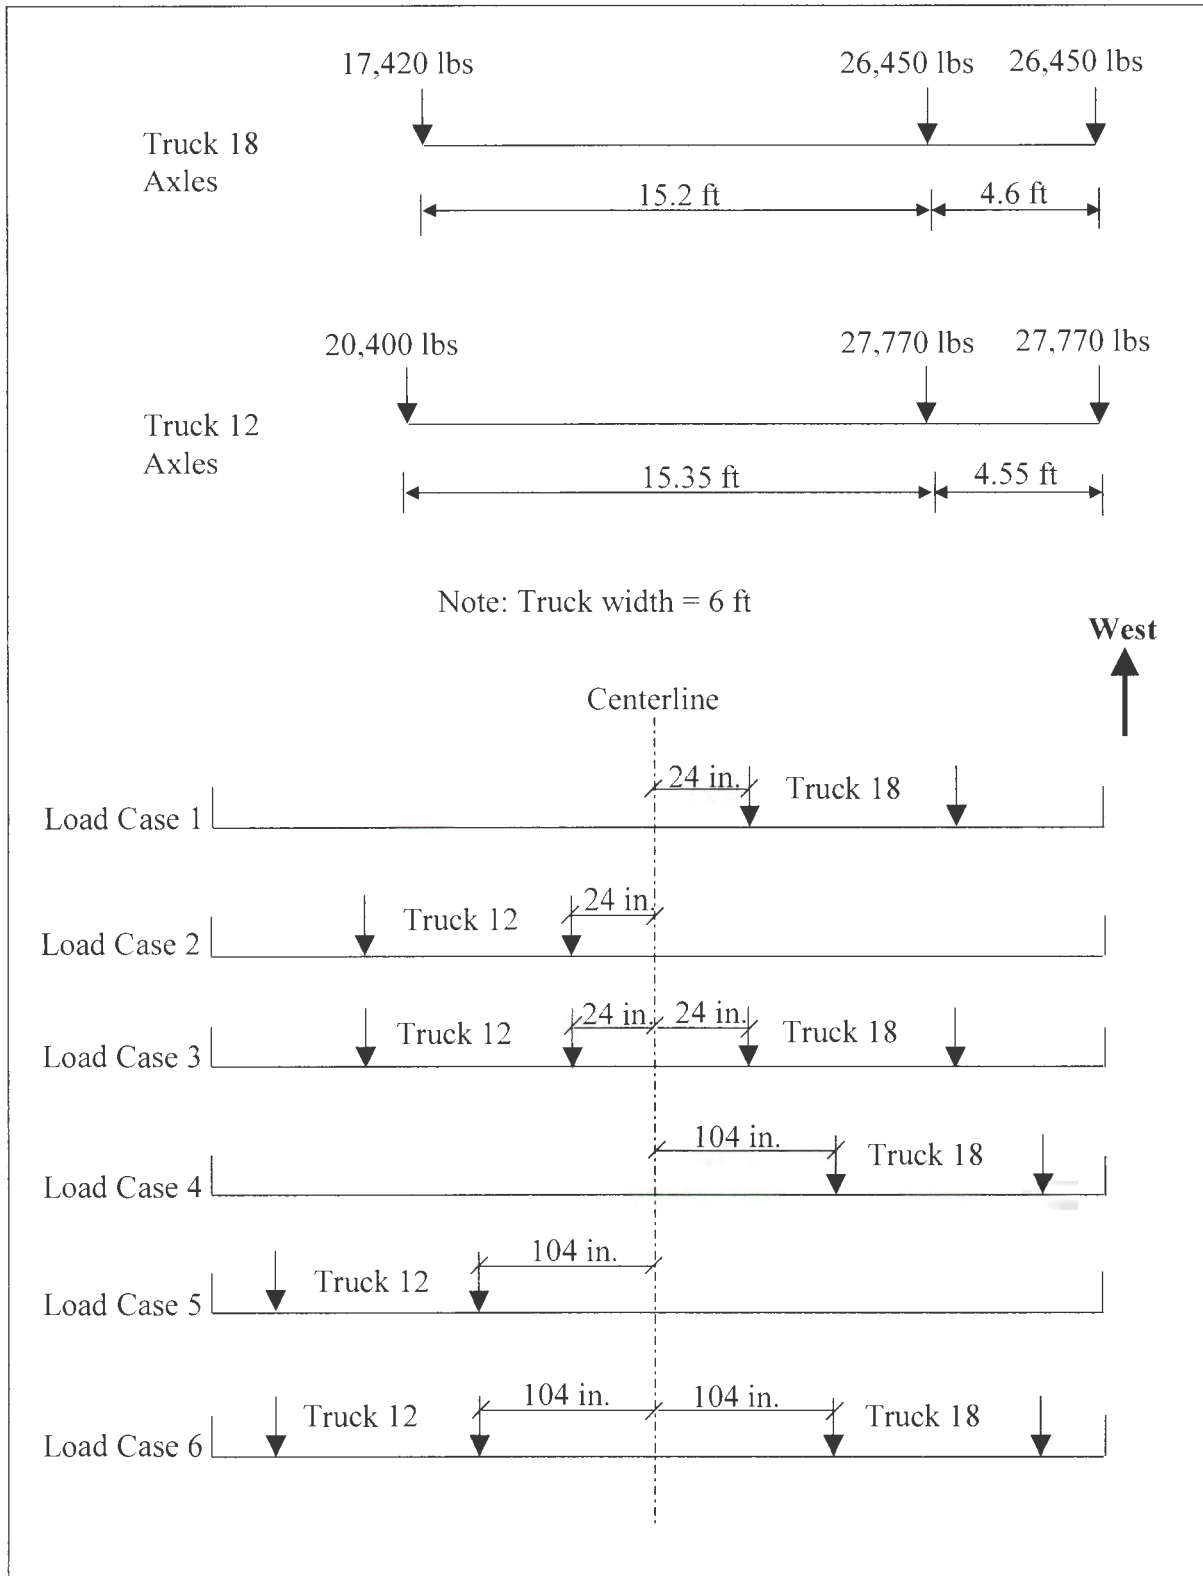 17,420 lbs 26,450 lbs 26,450 lbs
Truck 18
Axles
15.2 ft 4.6 ft
20,400 lbs 27,770 lbs 27,770 lbs
Truck 12
Axles
15.35 ft 4.55 ft
Note: Truck width = 6 ft
West
Centerline
24 in. Truck 18
Load Case 1
Truck 12 24 in.
Load Case 2
Truck 12 24 in. 24 in. Truck 18
Load Case 3
104 in. Truck 18
Load Case 4
Truck 12 104 in.
Load Case 5
Truck 12 104 in. 104 in. Truck 18
Load Case 6